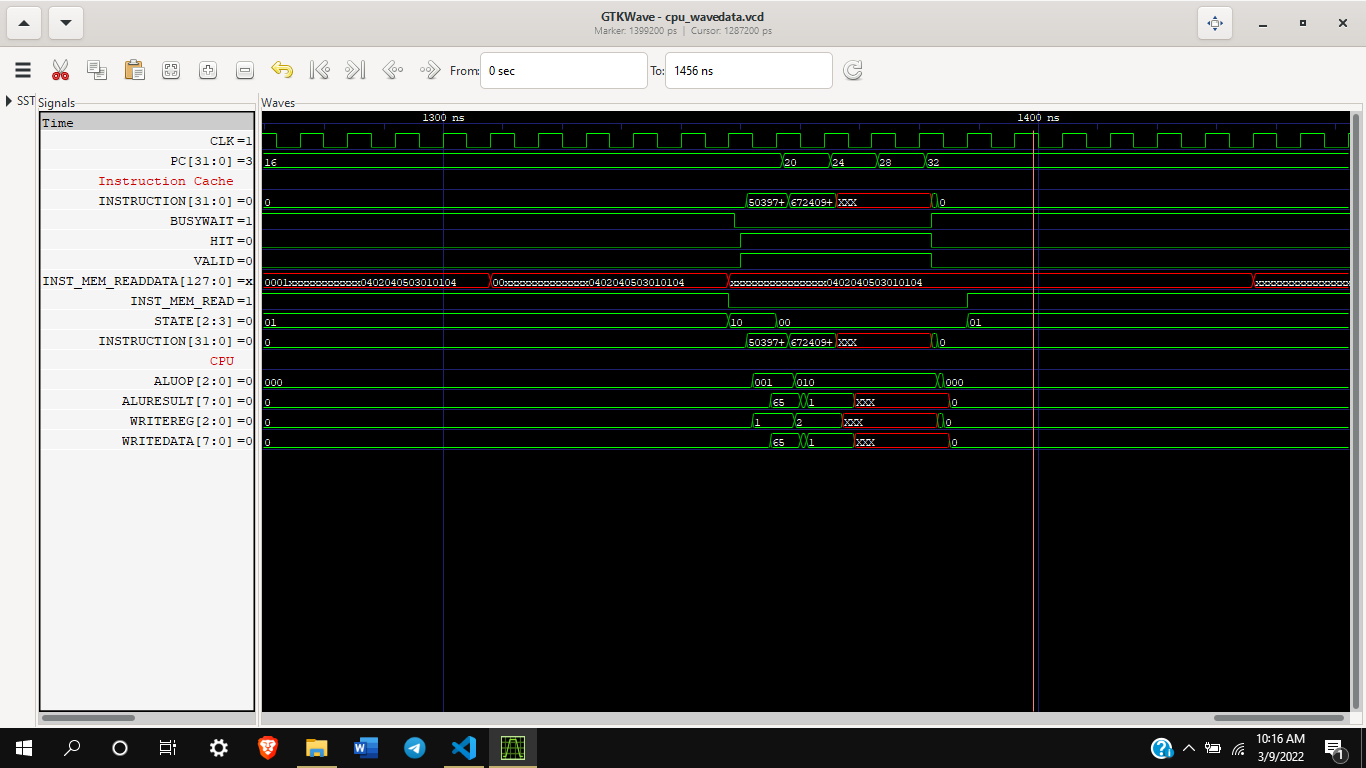 GTKWave - cpu_wavedata.vcd
Marker: 1399200 ps | Cursor: 1287200 ps
From: 0 sec To: 1456 ns
SST Signals Waves
Time 1300 ns 1400 ns
CLK =1
PC[31:0] =3 16 20 24 28 32
Instruction Cache
INSTRUCTION[31:0] =0 0 50397+ 672409+ XXX 0
BUSYWAIT =1
HIT =0
VALID =0
INST_MEM_READDATA[127:0] =x 0001xxxxxxxxxxxx0402040503010104 00xxxxxxxxxxxxxx0402040503010104 xxxxxxxxxxxxxxxx0402040503010104 xxxxxxxxxxxxxxxx
INST_MEM_READ =1
STATE[2:3] =0 01 10 00 01
INSTRUCTION[31:0] =0 0 50397+ 672409+ XXX 0
CPU
ALUOP[2:0] =0 000 001 010 000
ALURESULT[7:0] =0 0 65 1 XXX 0
WRITEREG[2:0] =0 0 1 2 XXX 0
WRITEDATA[7:0] =0 0 65 1 XXX 0
10:16 AM
3/9/2022
1